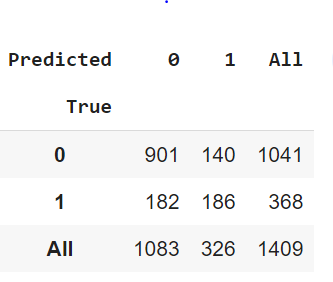 Predicted 0 1 All
True
0 901 140 1041
1 182 186 368
All 1083 326 1409